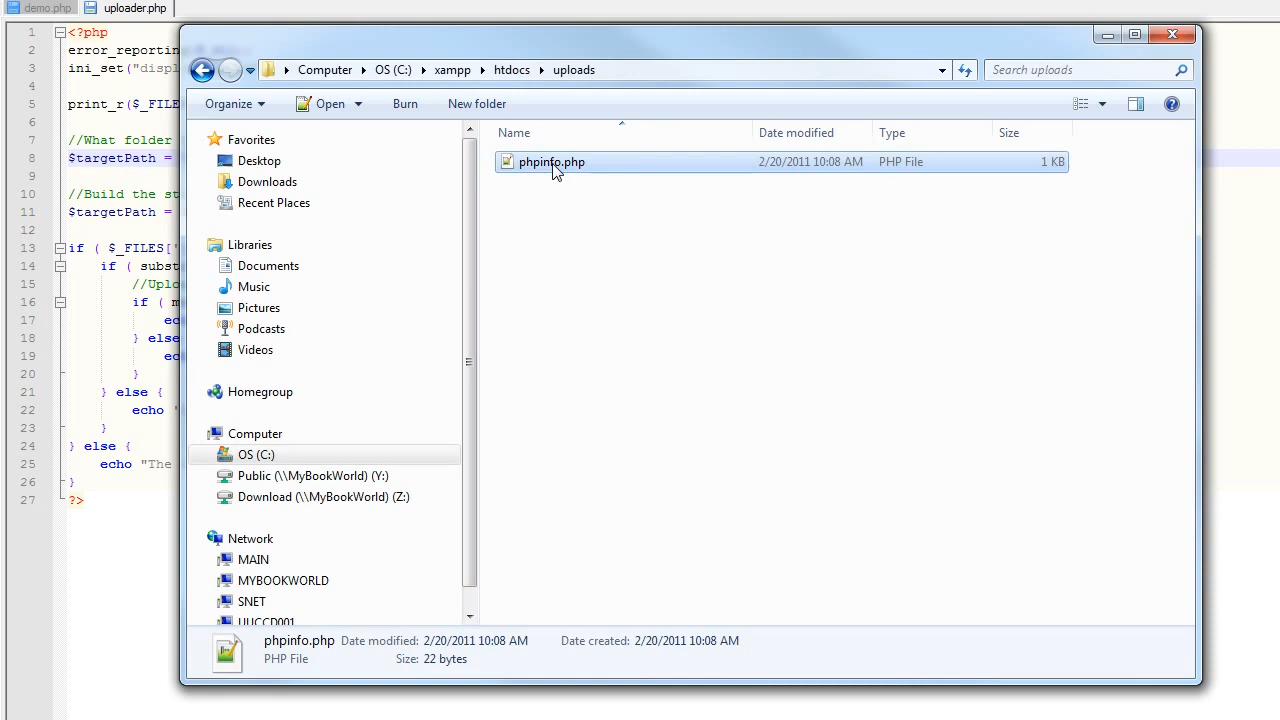 demo.php uploader.php
1 <?php
2 error_reporting
3 ini_set("displ
4
5 print_r($_FILE
6
7 //What folder
8 $targetPath =
9
10 //Build the st
11 $targetPath =
12
13 if ( $_FILES['
14 if ( subst
15 //Uplo
16 if ( m
17 ec
18 } else
19 ec
20 }
21 } else {
22 echo "
23 }
24 } else {
25 echo "The
26 }
27 ?>
Computer OS (C:) xampp htdocs uploads
Search uploads
Organize Open Burn New folder
Favorites
Desktop
Downloads
Recent Places
Libraries
Documents
Music
Pictures
Podcasts
Videos
Homegroup
Computer
OS (C:)
Public (\\MyBookWorld) (Y:)
Download (\\MyBookWorld) (Z:)
Network
MAIN
MYBOOKWORLD
SNET
UUCCD001
Name Date modified Type Size
phpinfo.php 2/20/2011 10:08 AM PHP File 1 KB
phpinfo.php Date modified: 2/20/2011 10:08 AM Date created: 2/20/2011 10:08 AM
PHP File Size: 22 bytes